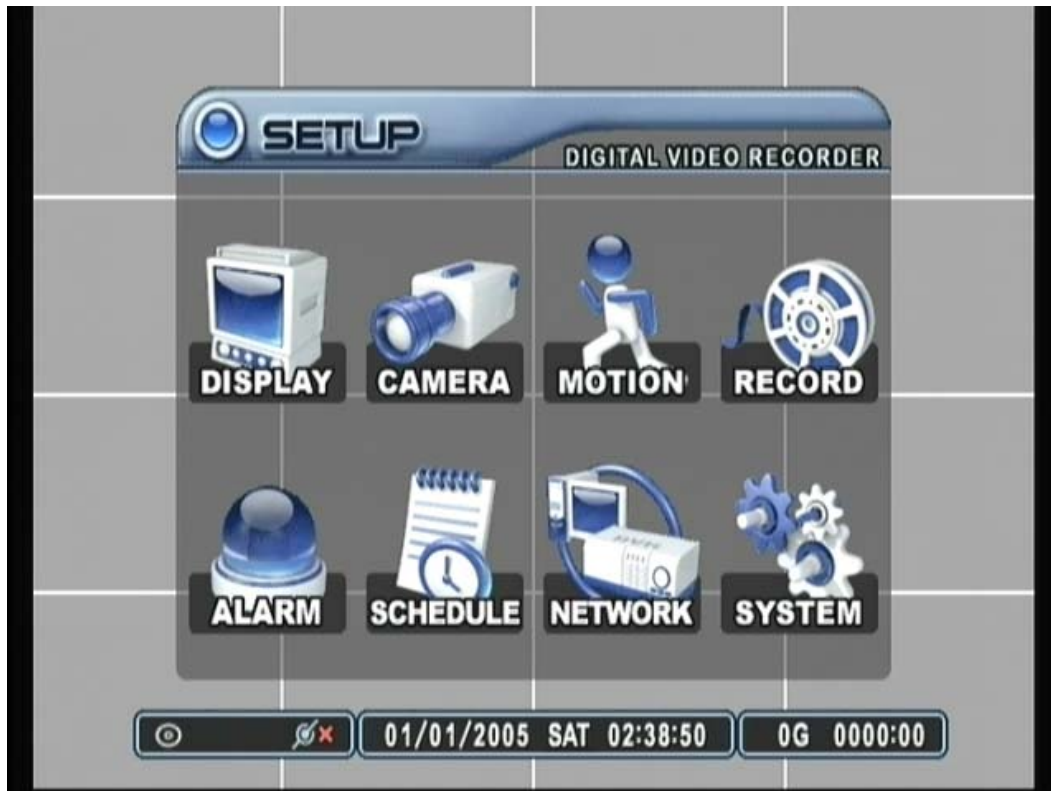 SETUP
DIGITAL VIDEO RECORDER
DISPLAY CAMERA MOTION RECORD
ALARM SCHEDULE NETWORK SYSTEM
01/01/2005 SAT 02:38:50 0G 0000:00